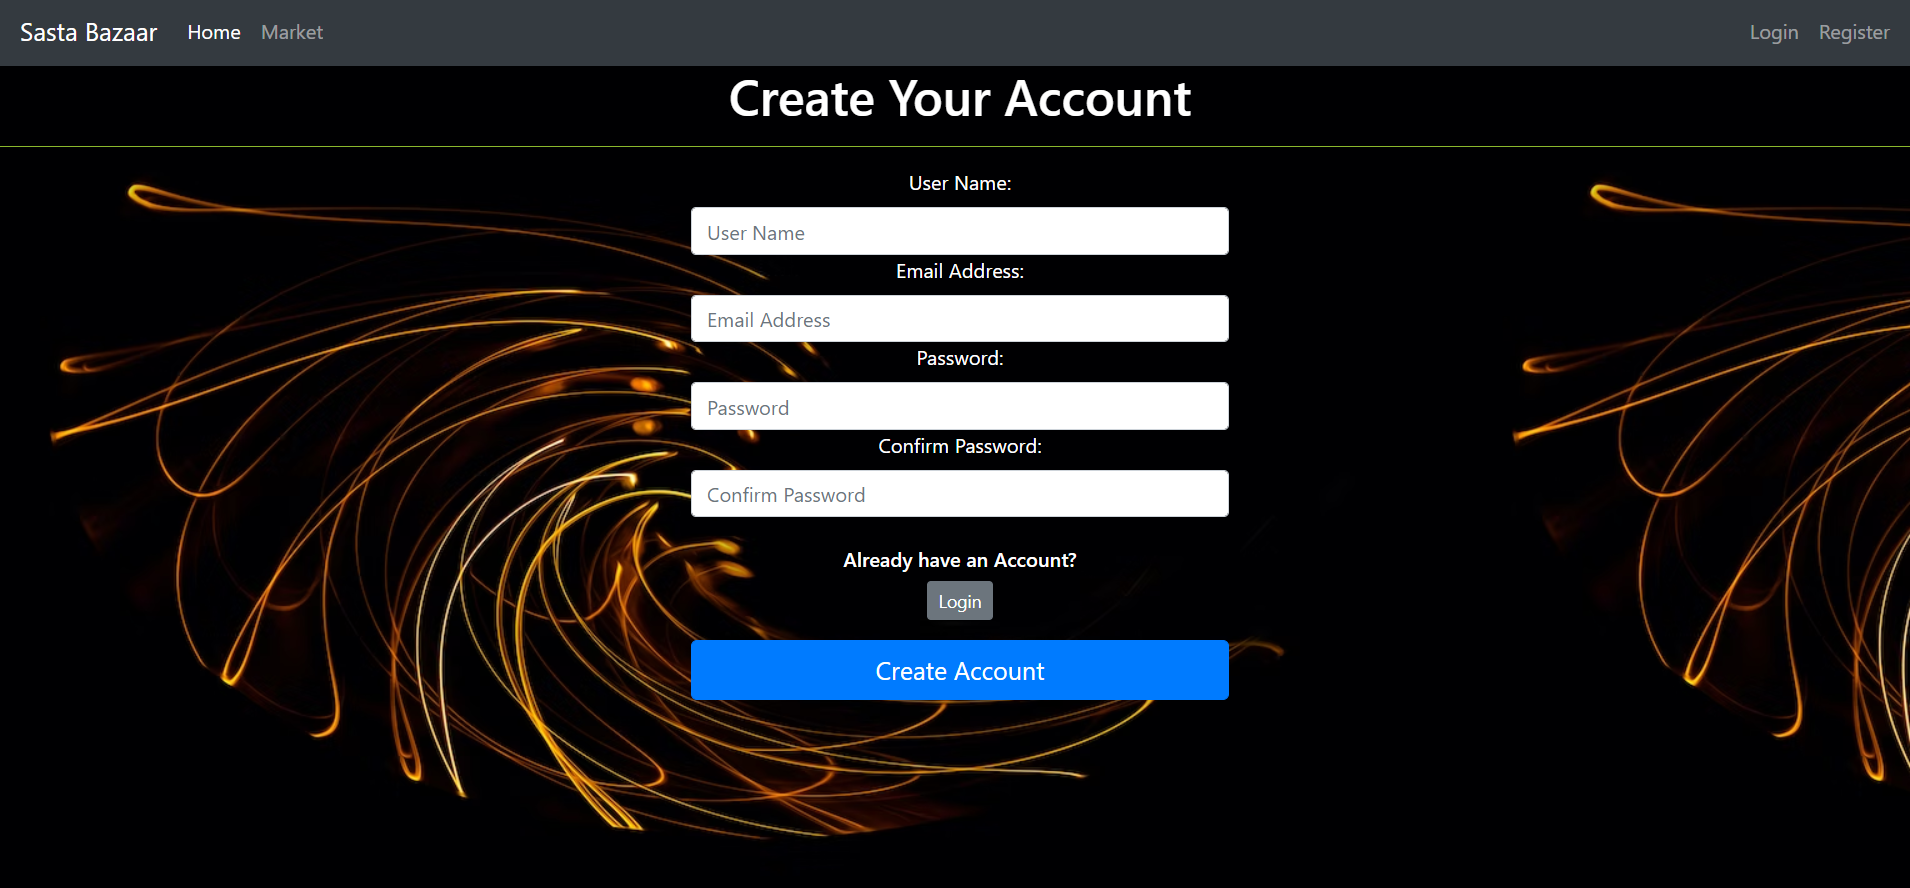 Sasta Bazaar Home Market Login Register
Create Your Account
User Name:
User Name
Email Address:
Email Address
Password:
Password
Confirm Password:
Confirm Password
Already have an Account?
Login
Create Account